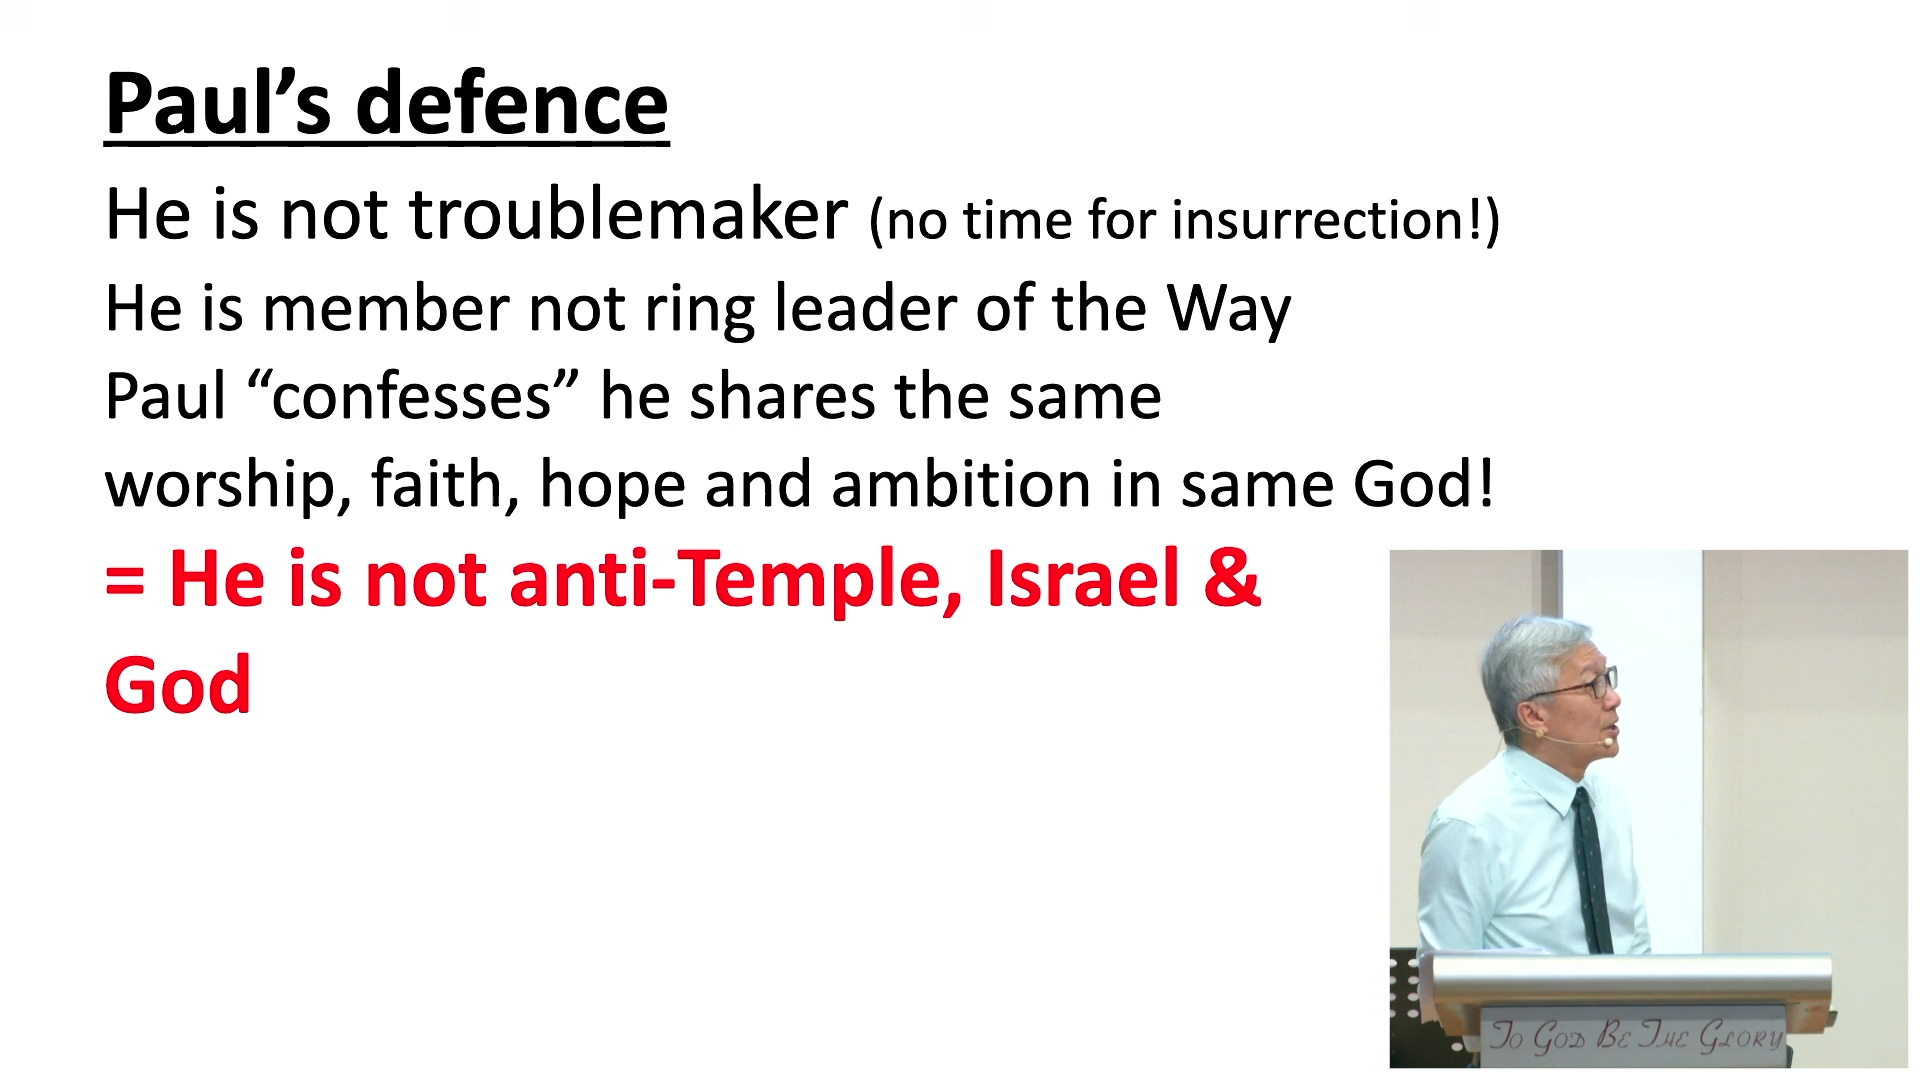 Paul’s defence
He is not troublemaker (no time for insurrection!)
He is member not ring leader of the Way
Paul “confesses” he shares the same
worship, faith, hope and ambition in same God!
= He is not anti-Temple, Israel &
God
To God Be The Glory